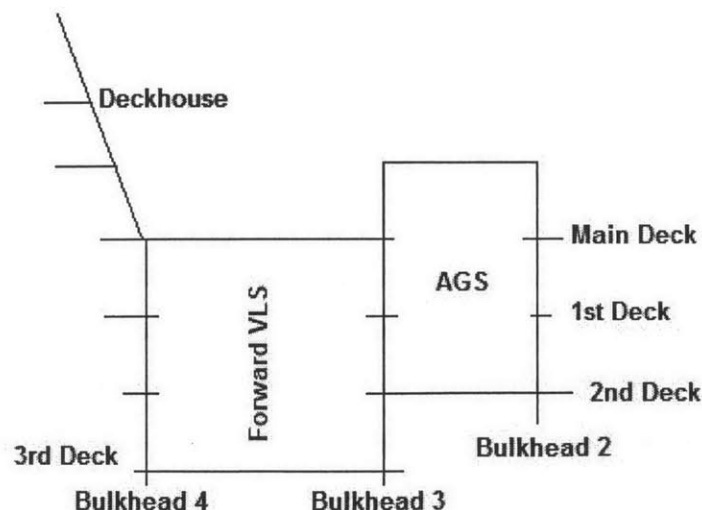 Deckhouse
Main Deck
AGS
1st Deck
Forward VLS
2nd Deck
Bulkhead 2
3rd Deck
Bulkhead 4
Bulkhead 3